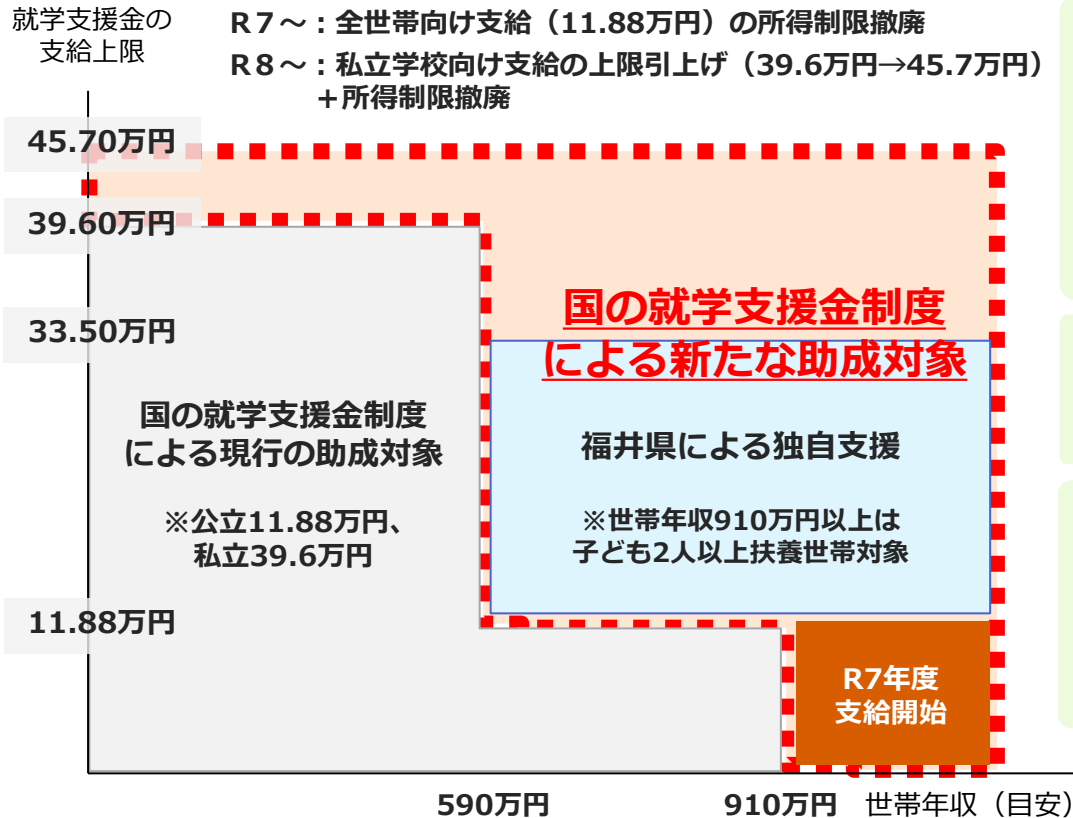 就学支援金の
支給上限
R７～：全世帯向け支給（11.88万円）の所得制限撤廃
R８～：私立学校向け支給の上限引上げ（39.6万円→45.7万円）
＋所得制限撤廃
45.70万円
39.60万円
33.50万円
11.88万円
国の就学支援金制度
による新たな助成対象
国の就学支援金制度
による現行の助成対象
※公立11.88万円、
私立39.6万円
福井県による独自支援
※世帯年収910万円以上は
子ども2人以上扶養世帯対象
R7年度
支給開始
590万円
910万円
世帯年収（目安）